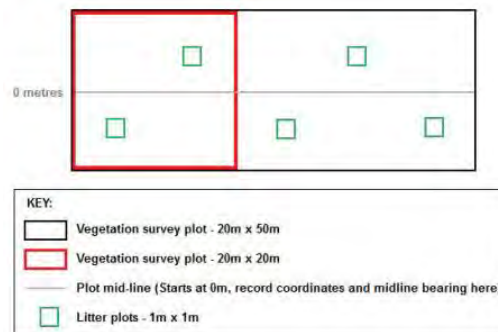 0 metres
KEY:
Vegetation survey plot - 20m x 50m
Vegetation survey plot - 20m x 20m
Plot mid-line (Starts at 0m, record coordinates and midline bearing here)
Litter plots - 1m x 1m